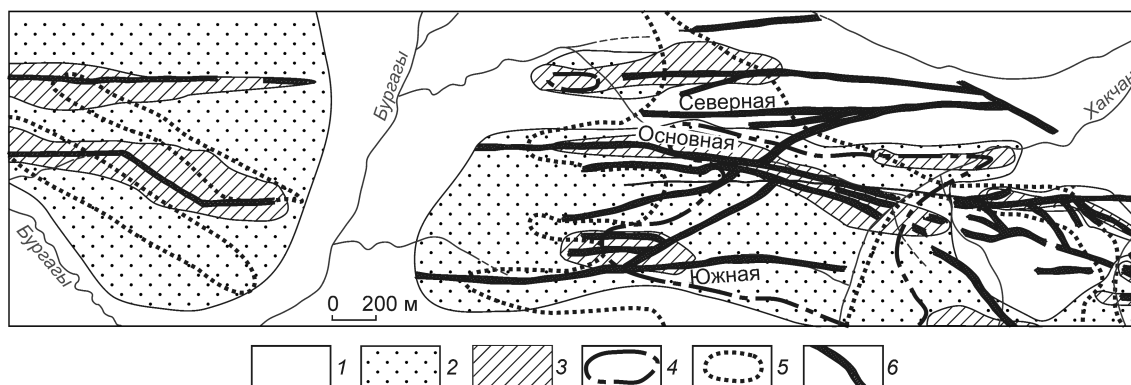 Бургагы
Хакчан
Северная
Основная
Бургагы
Южная
0 200 м
1 2 3 4 5 6